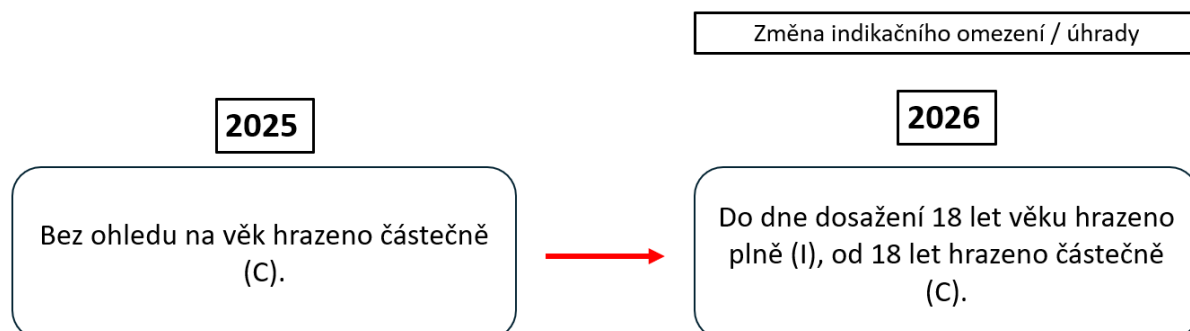 Změna indikačního omezení / úhrady
2025
2026
Bez ohledu na věk hrazeno částečně
(C).
Do dne dosažení 18 let věku hrazeno
plně (I), od 18 let hrazeno částečně
(C).